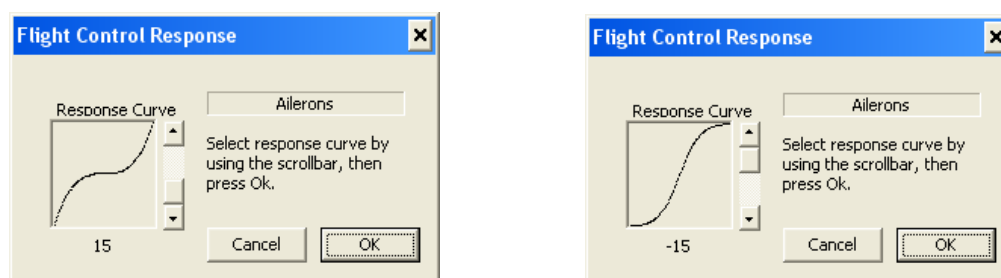 Flight Control Response
Response Curve
Ailerons
Select response curve by
using the scrollbar, then
press Ok.
15
Cancel
OK
Flight Control Response
Response Curve
Ailerons
Select response curve by
using the scrollbar, then
press Ok.
-15
Cancel
OK